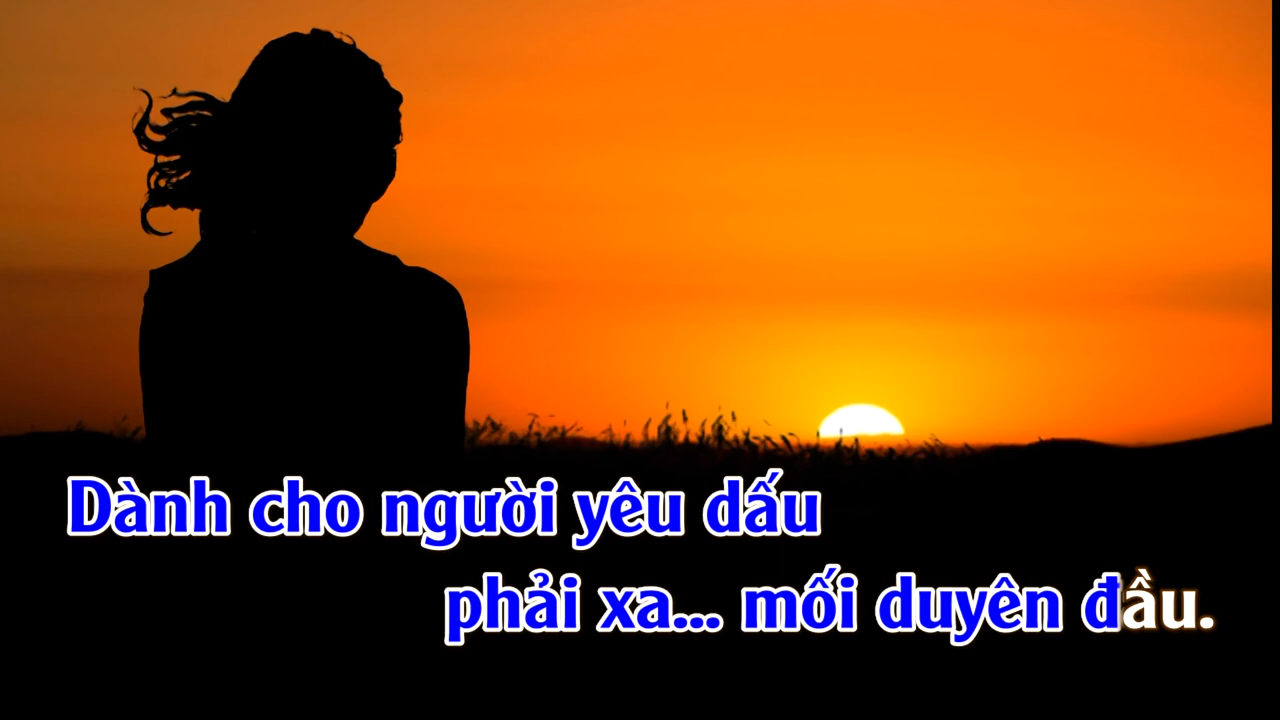 Dành cho người yêu dấu
phải xa... mối duyên đầu.